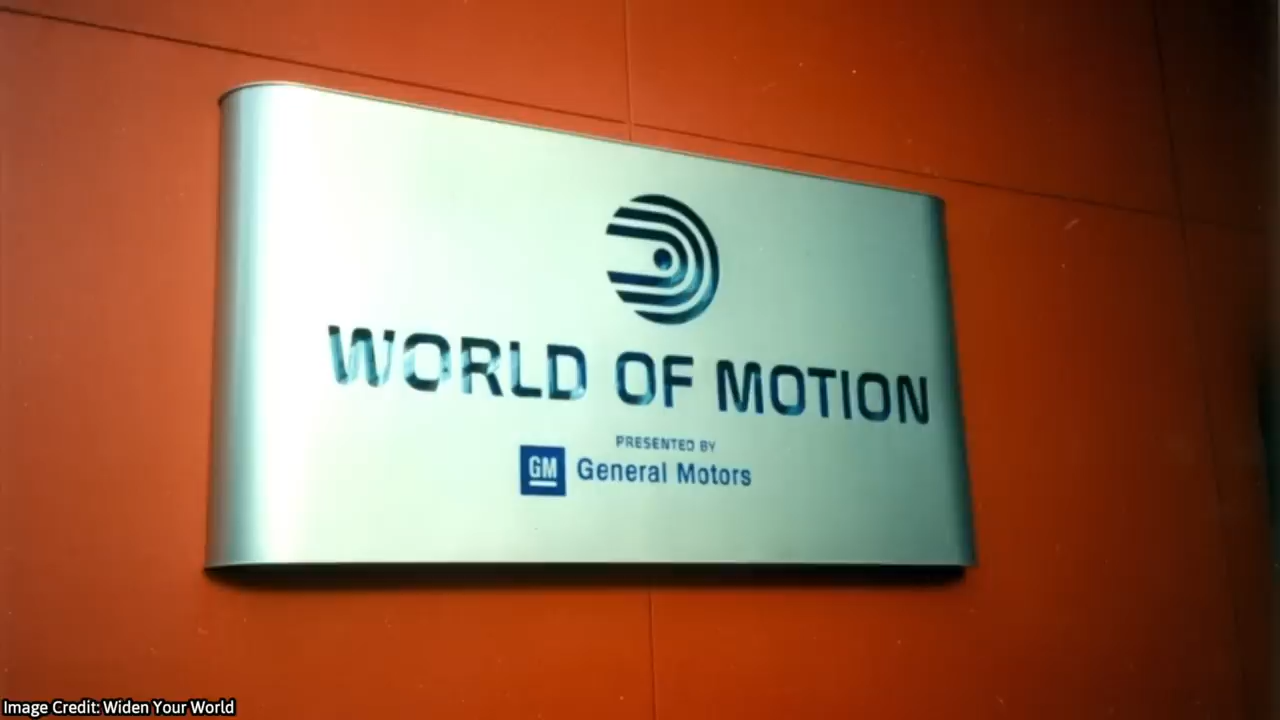 WORLD OF MOTION
PRESENTED BY
GM General Motors
Image Credit: Widen Your World